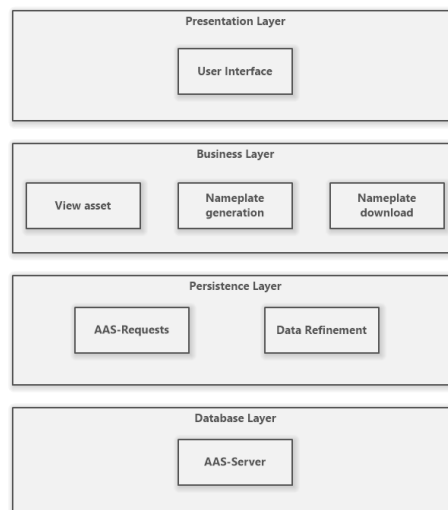 Presentation Layer
User Interface
Business Layer
View asset
Nameplate
generation
Nameplate
download
Persistence Layer
AAS-Requests
Data Refinement
Database Layer
AAS-Server